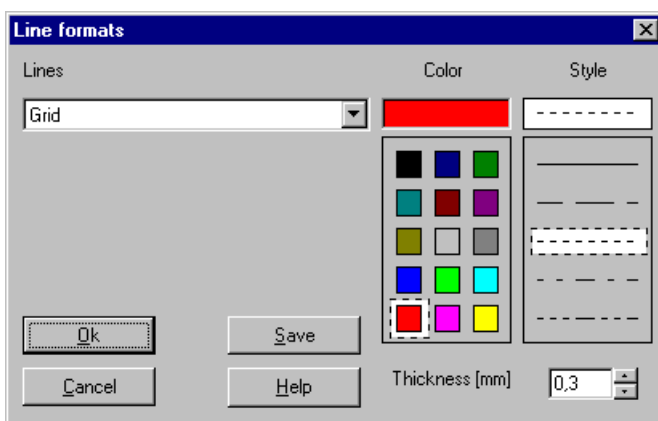 Line formats
Lines
Color
Style
Grid
Ok
Save
Cancel
Help
Thickness [mm]
0,3